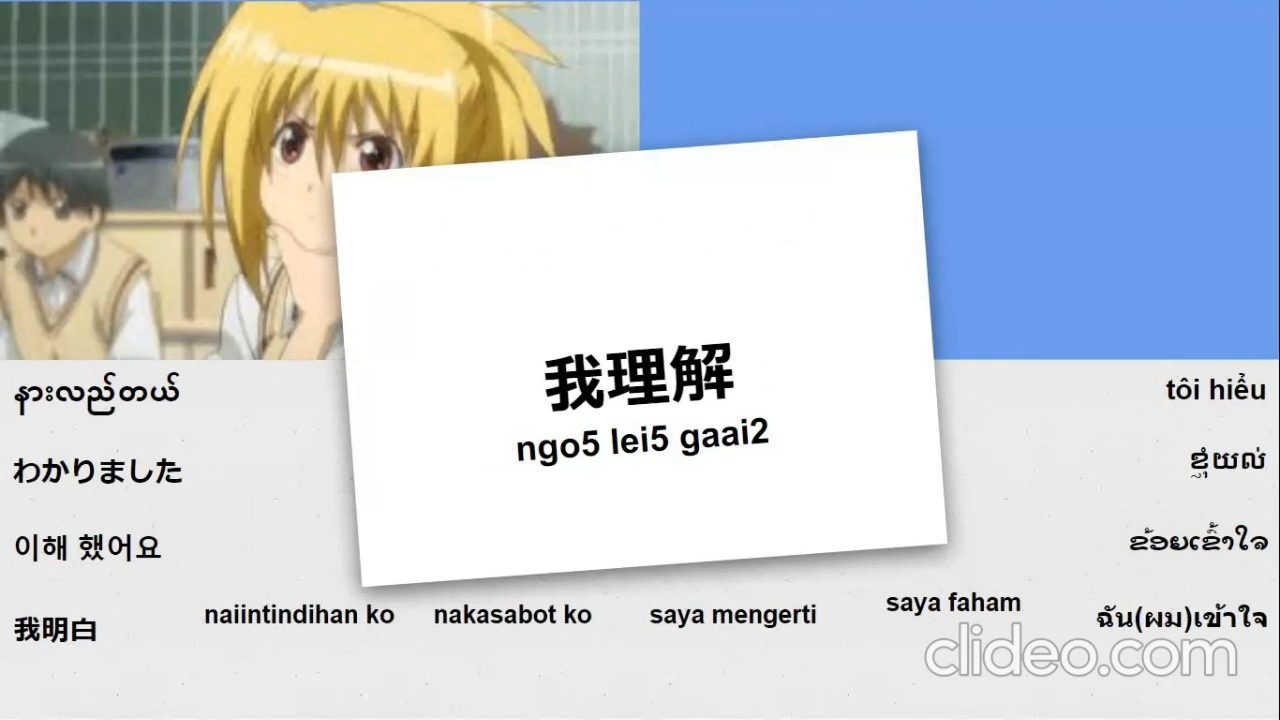 我理解
ngo5 lei5 gaai2
နားလည်တယ်
わかりました
이해 했어요
我明白
naiintindihan ko
nakasabot ko
saya mengerti
saya faham
tôi hiểu
ខ្ញុំយល់
ຂ້ອຍເຂົ້າໃຈ
ฉัน(ผม)เข้าใจ
clideo.com